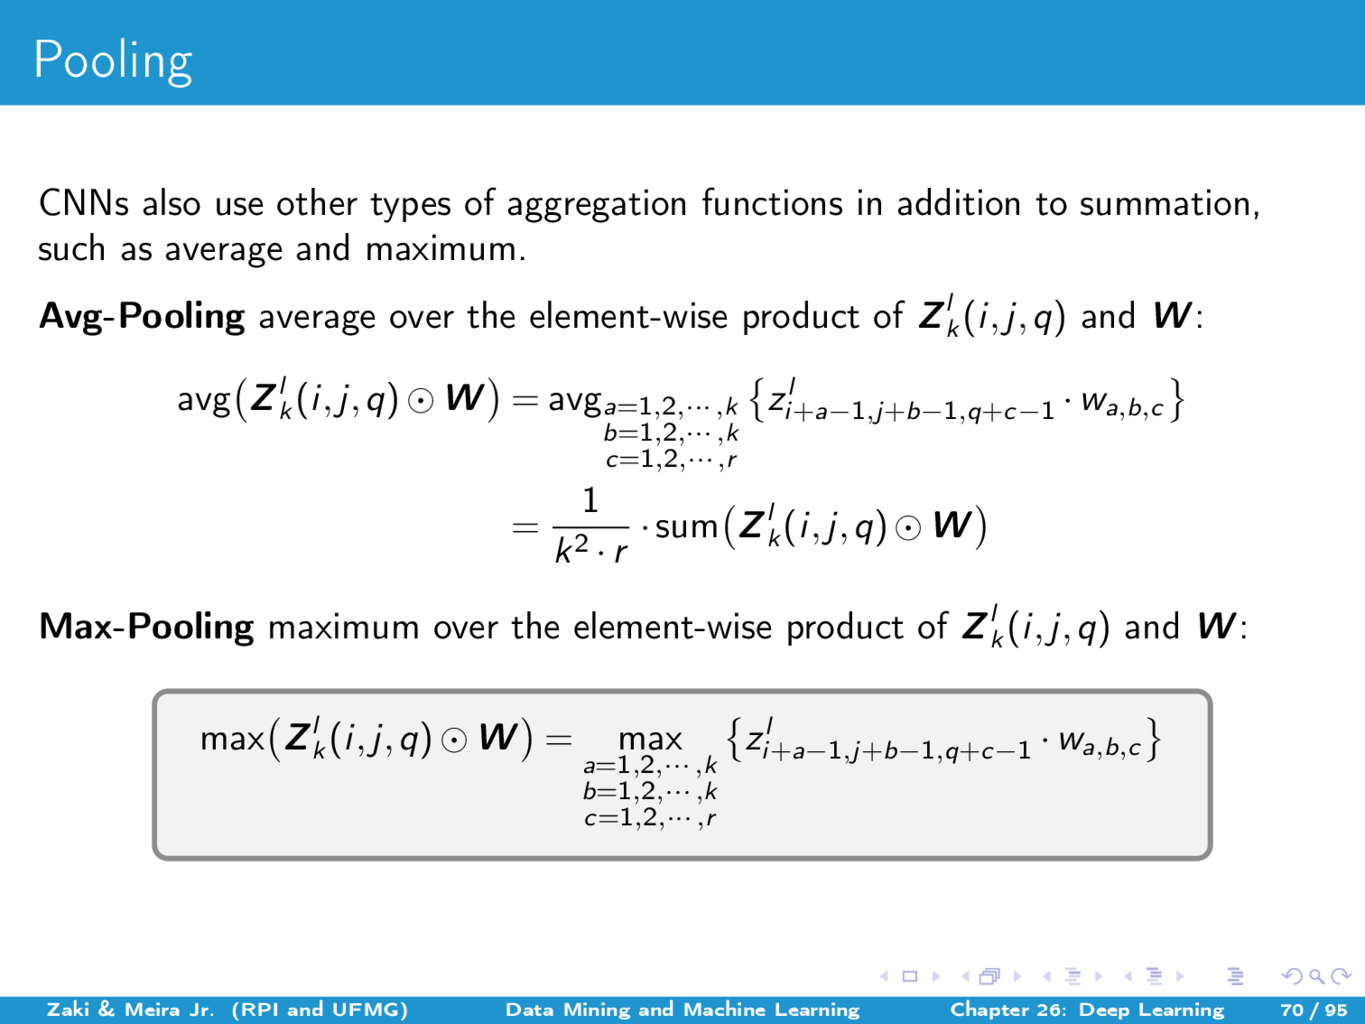 Pooling
CNNs also use other types of aggregation functions in addition to summation,
such as average and maximum.
Avg-Pooling average over the element-wise product of Z^l_k(i, j, q) and W:
avg(Z^l_k(i, j, q) ⊙ W) = avg_{a=1,2,⋯,k b=1,2,⋯,k c=1,2,⋯,r} {z^l_{i+a−1,j+b−1,q+c−1} · w_{a,b,c}}
= 1/(k^2 · r) · sum(Z^l_k(i, j, q) ⊙ W)
Max-Pooling maximum over the element-wise product of Z^l_k(i, j, q) and W:
max(Z^l_k(i, j, q) ⊙ W) = max_{a=1,2,⋯,k b=1,2,⋯,k c=1,2,⋯,r} {z^l_{i+a−1,j+b−1,q+c−1} · w_{a,b,c}}
Zaki & Meira Jr. (RPI and UFMG) Data Mining and Machine Learning Chapter 26: Deep Learning 70 / 95